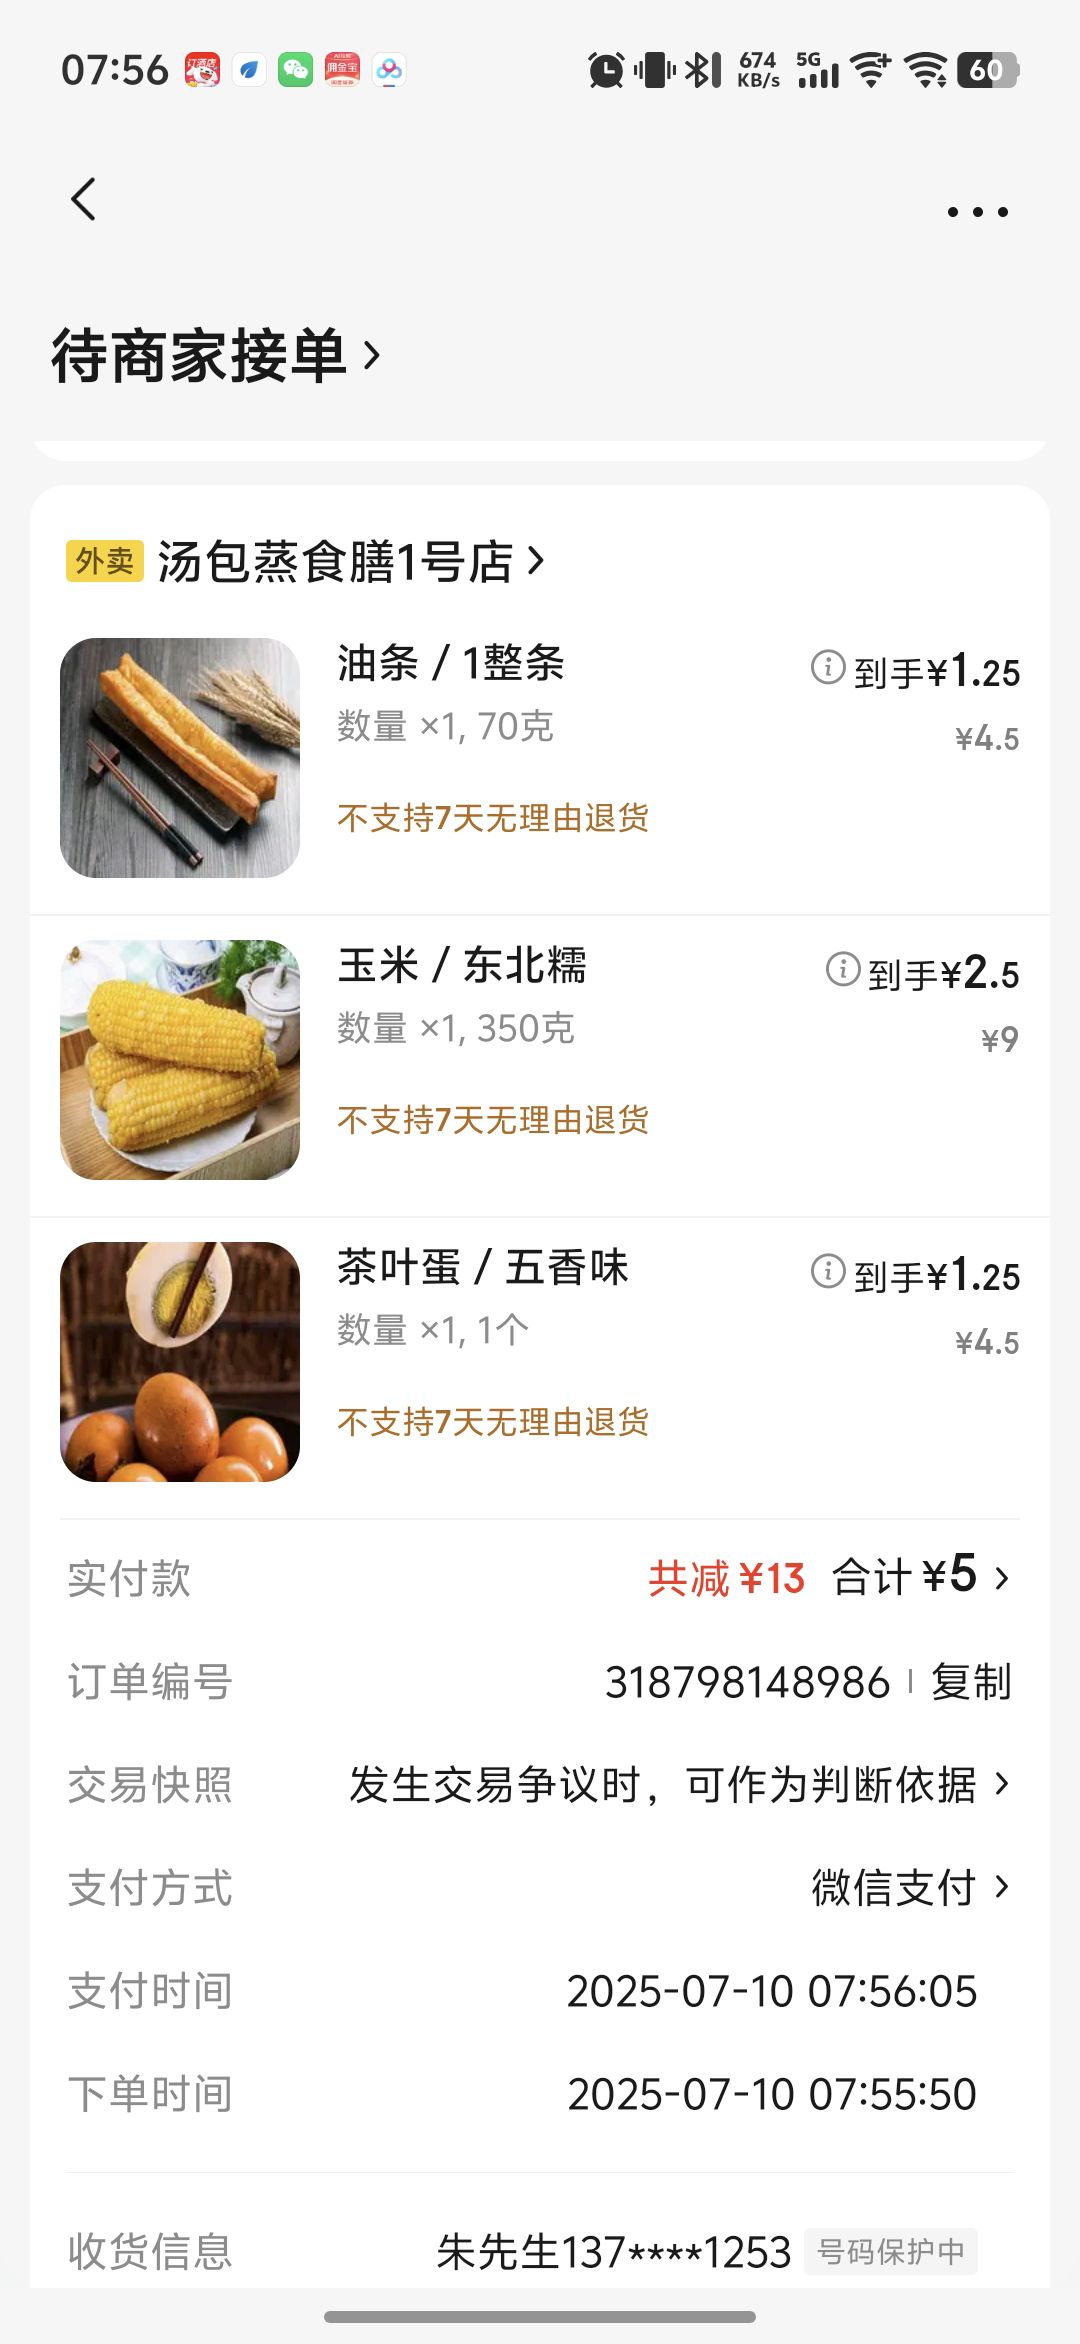 07:56
674
KB/s
5G
60
待商家接单
外卖 汤包蒸食膳1号店
油条 / 1整条
到手¥1.25
数量 ×1, 70克
¥4.5
不支持7天无理由退货
玉米 / 东北糯
到手¥2.5
数量 ×1, 350克
¥9
不支持7天无理由退货
茶叶蛋 / 五香味
到手¥1.25
数量 ×1, 1个
¥4.5
不支持7天无理由退货
实付款 共减¥13 合计¥5
订单编号 318798148986 复制
交易快照 发生交易争议时，可作为判断依据
支付方式 微信支付
支付时间 2025-07-10 07:56:05
下单时间 2025-07-10 07:55:50
收货信息 朱先生137****1253 号码保护中